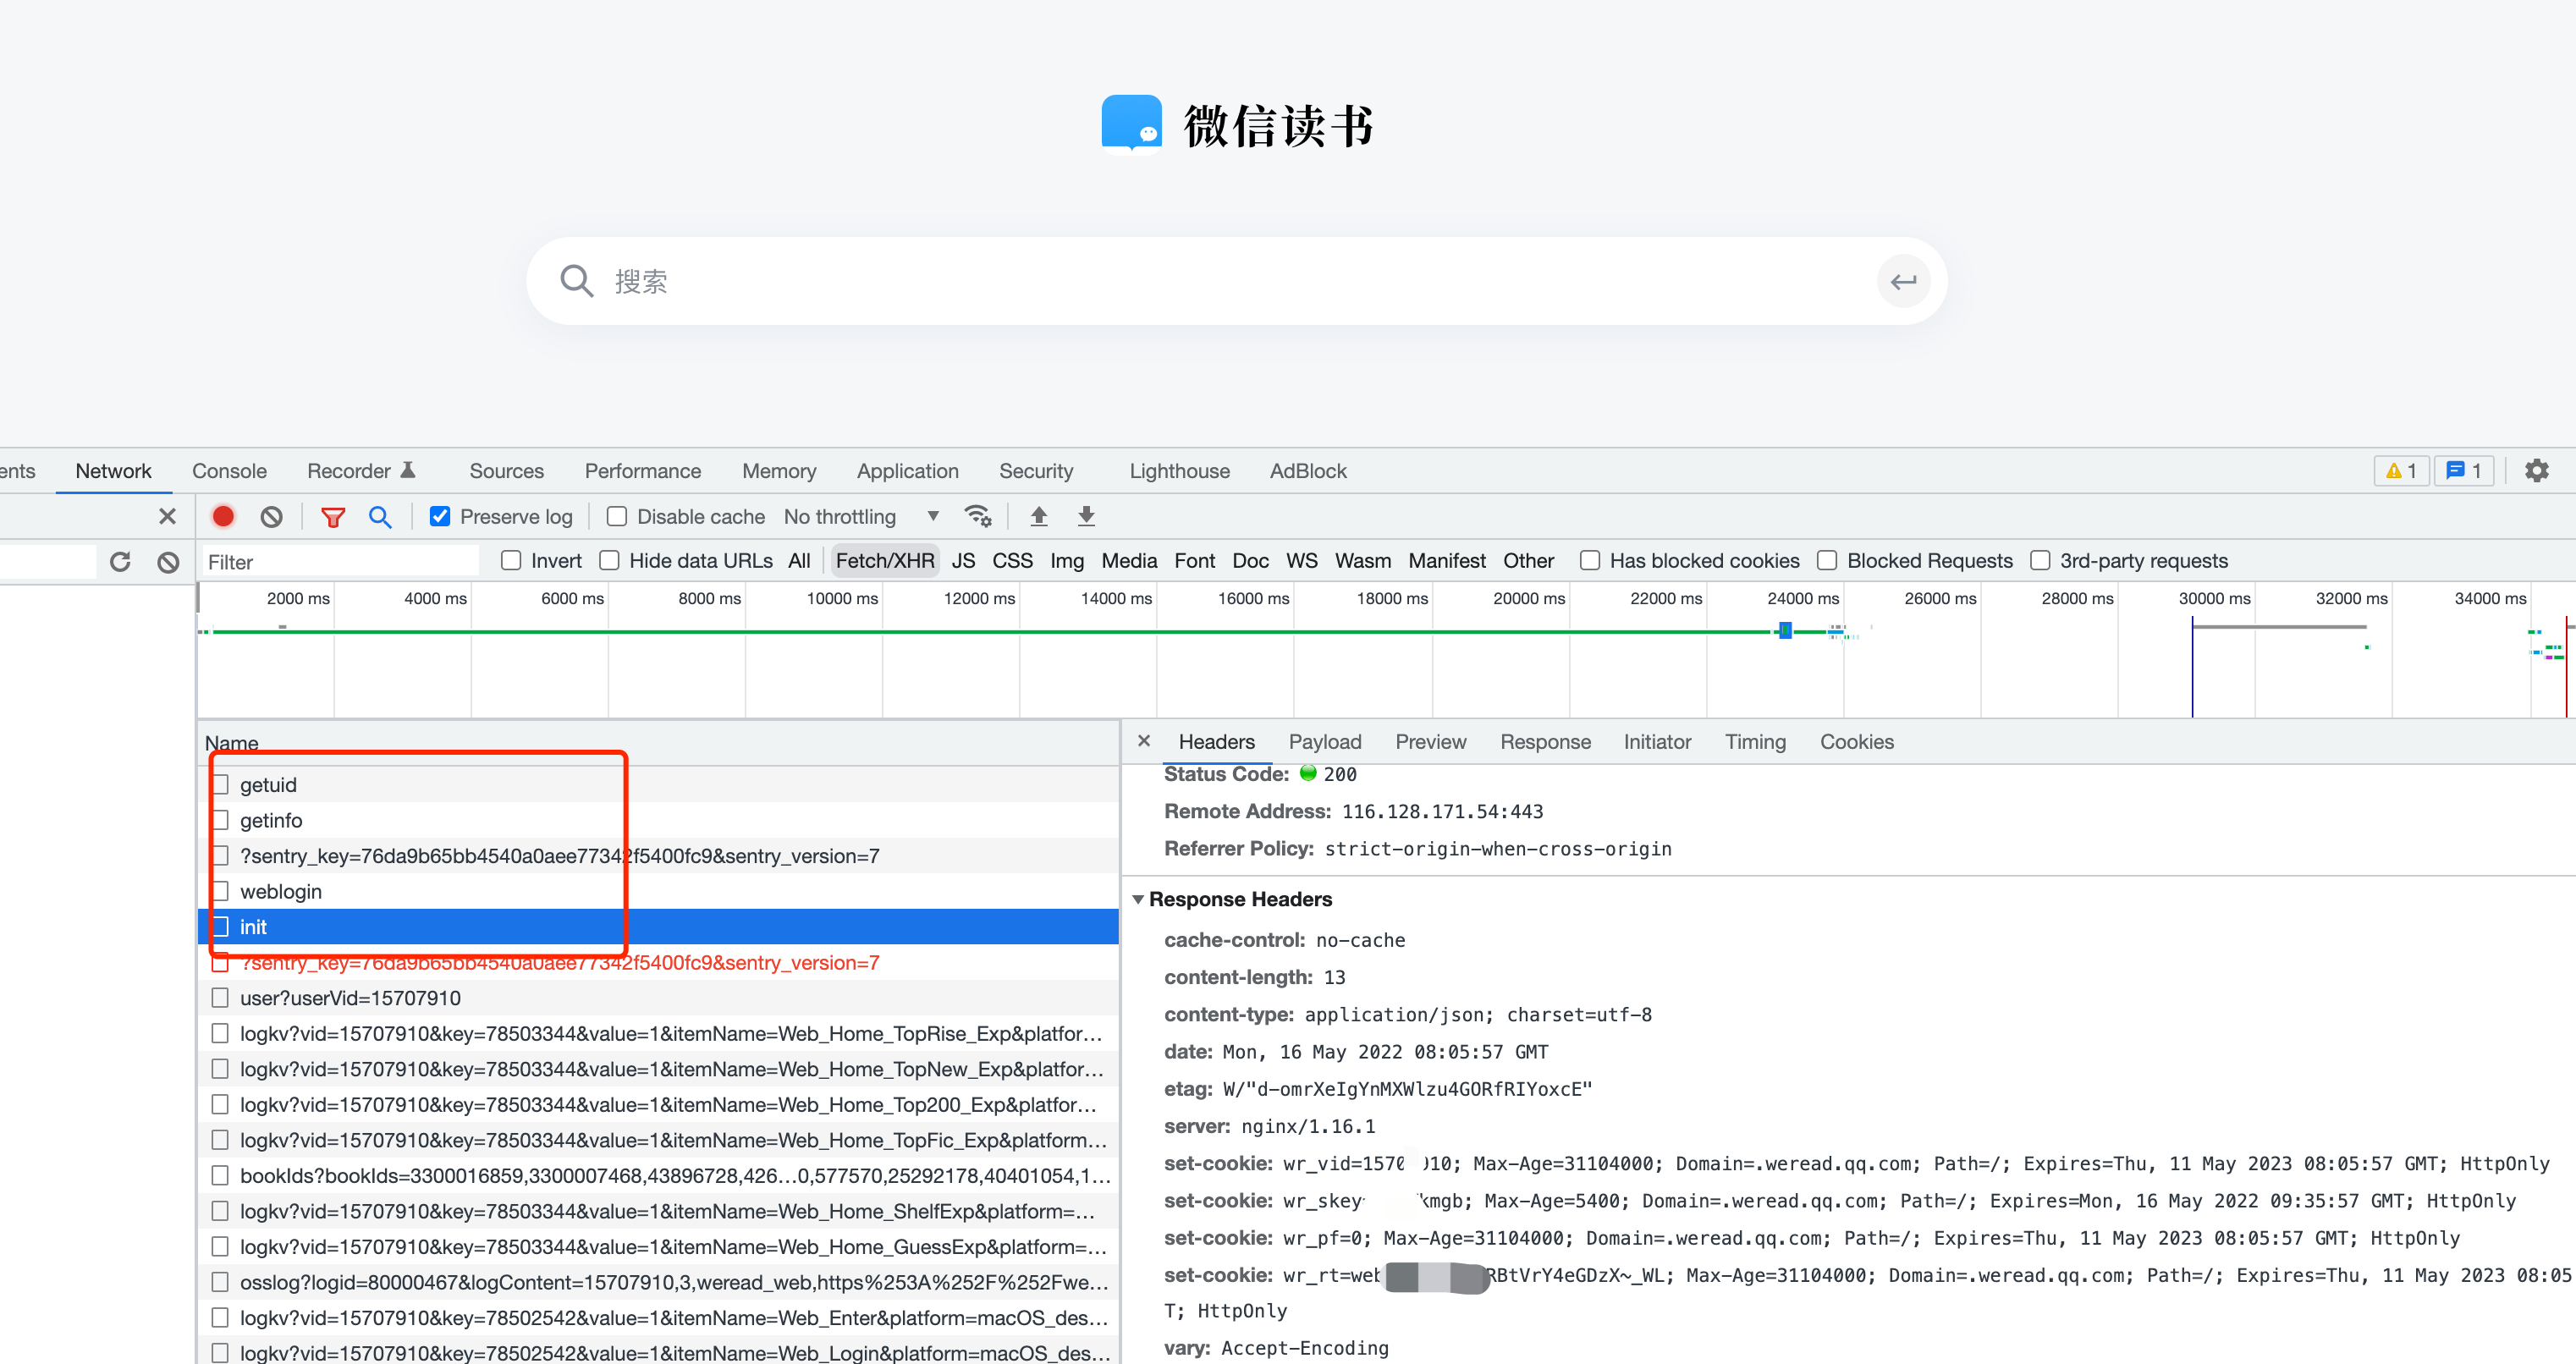 微信读书
搜索
ents Network Console Recorder Sources Performance Memory Application Security Lighthouse AdBlock 1 1
Preserve log Disable cache No throttling
Filter Invert Hide data URLs All Fetch/XHR JS CSS Img Media Font Doc WS Wasm Manifest Other Has blocked cookies Blocked Requests 3rd-party requests
2000 ms 4000 ms 6000 ms 8000 ms 10000 ms 12000 ms 14000 ms 16000 ms 18000 ms 20000 ms 22000 ms 24000 ms 26000 ms 28000 ms 30000 ms 32000 ms 34000 ms
Name
getuid
getinfo
?sentry_key=76da9b65bb4540a0aee77342f5400fc9&sentry_version=7
weblogin
init
?sentry_key=76da9b65bb4540a0aee77342f5400fc9&sentry_version=7
user?userVid=15707910
logkv?vid=15707910&key=78503344&value=1&itemName=Web_Home_TopRise_Exp&platfor…
logkv?vid=15707910&key=78503344&value=1&itemName=Web_Home_TopNew_Exp&platfor…
logkv?vid=15707910&key=78503344&value=1&itemName=Web_Home_Top200_Exp&platfor…
logkv?vid=15707910&key=78503344&value=1&itemName=Web_Home_TopFic_Exp&platform…
bookIds?bookIds=3300016859,3300007468,43896728,426…0,577570,25292178,40401054,1…
logkv?vid=15707910&key=78503344&value=1&itemName=Web_Home_ShelfExp&platform=…
logkv?vid=15707910&key=78503344&value=1&itemName=Web_Home_GuessExp&platform=…
osslog?logid=80000467&logContent=15707910,3,weread_web,https%253A%252F%252Fwe…
logkv?vid=15707910&key=78502542&value=1&itemName=Web_Enter&platform=macOS_des…
logkv?vid=15707910&key=78502542&value=1&itemName=Web_Login&platform=macOS_des…
Headers Payload Preview Response Initiator Timing Cookies
Status Code: 200
Remote Address: 116.128.171.54:443
Referrer Policy: strict-origin-when-cross-origin
Response Headers
cache-control: no-cache
content-length: 13
content-type: application/json; charset=utf-8
date: Mon, 16 May 2022 08:05:57 GMT
etag: W/"d-omrXeIgYnMXWlzu4GORfRIYoxcE"
server: nginx/1.16.1
set-cookie: wr_vid=1570 910; Max-Age=31104000; Domain=.weread.qq.com; Path=/; Expires=Thu, 11 May 2023 08:05:57 GMT; HttpOnly
set-cookie: wr_skey kmgb; Max-Age=5400; Domain=.weread.qq.com; Path=/; Expires=Mon, 16 May 2022 09:35:57 GMT; HttpOnly
set-cookie: wr_pf=0; Max-Age=31104000; Domain=.weread.qq.com; Path=/; Expires=Thu, 11 May 2023 08:05:57 GMT; HttpOnly
set-cookie: wr_rt=web RBtVrY4eGDzX~_WL; Max-Age=31104000; Domain=.weread.qq.com; Path=/; Expires=Thu, 11 May 2023 08:05
T; HttpOnly
vary: Accept-Encoding